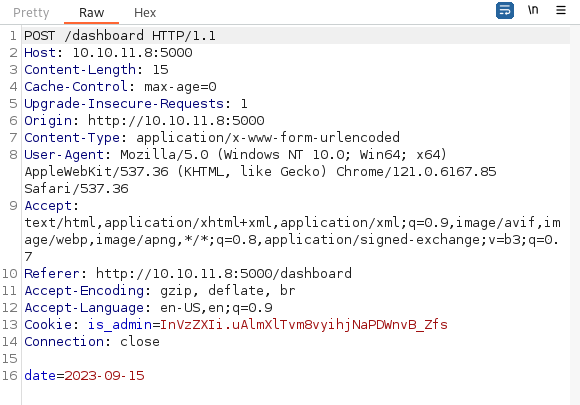 Pretty Raw Hex \n
1 POST /dashboard HTTP/1.1
2 Host: 10.10.11.8:5000
3 Content-Length: 15
4 Cache-Control: max-age=0
5 Upgrade-Insecure-Requests: 1
6 Origin: http://10.10.11.8:5000
7 Content-Type: application/x-www-form-urlencoded
8 User-Agent: Mozilla/5.0 (Windows NT 10.0; Win64; x64)
AppleWebKit/537.36 (KHTML, like Gecko) Chrome/121.0.6167.85
Safari/537.36
9 Accept:
text/html,application/xhtml+xml,application/xml;q=0.9,image/avif,im
age/webp,image/apng,*/*;q=0.8,application/signed-exchange;v=b3;q=0.
7
10 Referer: http://10.10.11.8:5000/dashboard
11 Accept-Encoding: gzip, deflate, br
12 Accept-Language: en-US,en;q=0.9
13 Cookie: is_admin=InVzZXIi.uAlmXlTvm8vyihjNaPDWnvB_Zfs
14 Connection: close
15
16 date=2023-09-15